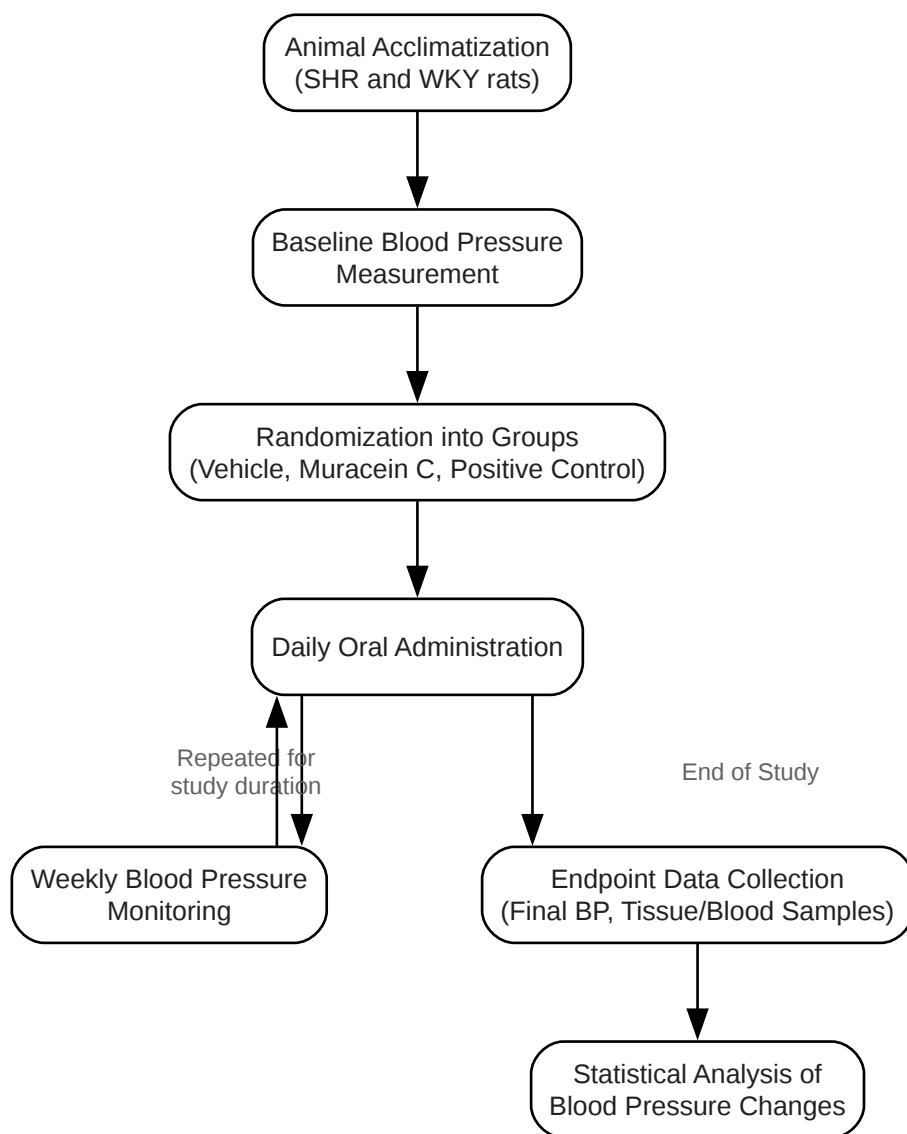 Animal Acclimatization
(SHR and WKY rats)
Baseline Blood Pressure
Measurement
Randomization into Groups
(Vehicle, Muracein C, Positive Control)
Daily Oral Administration
Repeated for
study duration
End of Study
Weekly Blood Pressure
Monitoring
Endpoint Data Collection
(Final BP, Tissue/Blood Samples)
Statistical Analysis of
Blood Pressure Changes